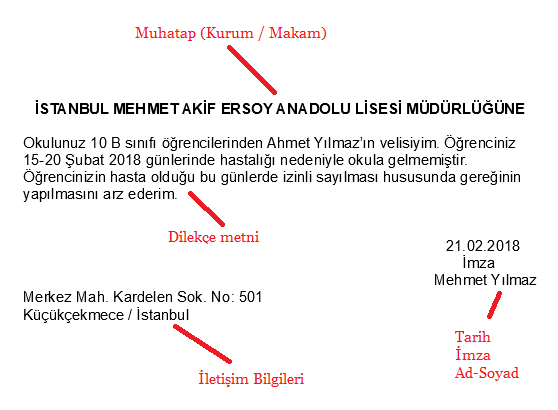 Muhatap (Kurum / Makam)
İSTANBUL MEHMET AKİF ERSOY ANADOLU LİSESİ MÜDÜRLÜĞÜNE
Okulunuz 10 B sınıfı öğrencilerinden Ahmet Yılmaz'ın velisiyim. Öğrenciniz
15-20 Şubat 2018 günlerinde hastalığı nedeniyle okula gelmemiştir.
Öğrencinizin hasta olduğu bu günlerde izinli sayılması hususunda gereğinin
yapılmasını arz ederim.
Dilekçe metni
21.02.2018
İmza
Mehmet Yılmaz
Merkez Mah. Kardelen Sok. No: 501
Küçükçekmece / İstanbul
Tarih
İmza
Ad-Soyad
İletişim Bilgileri